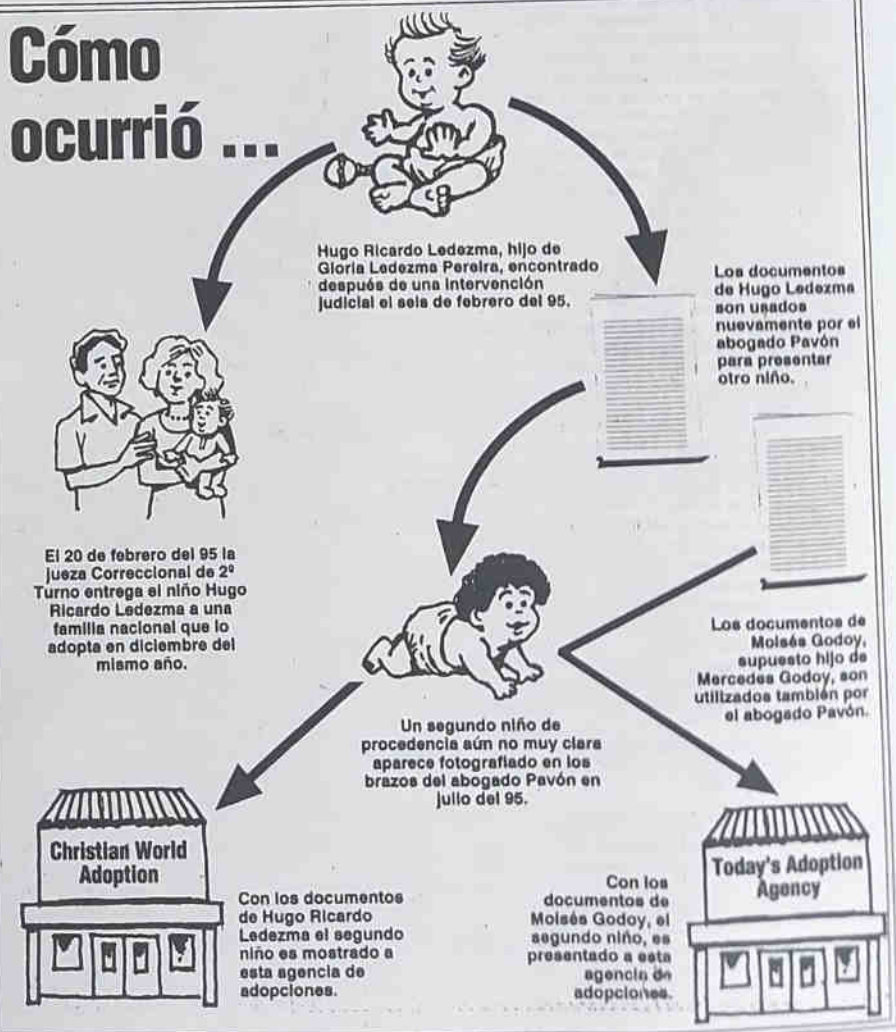 Cómo
ocurrió ...
Hugo Ricardo Ledezma, hijo de
Gloria Ledezma Pereira, encontrado
después de una intervención
judicial el seis de febrero del 95.
Los documentos
de Hugo Ledezma
son usados
nuevamente por el
abogado Pavón
para presentar
otro niño.
El 20 de febrero del 95 la
jueza Correccional de 2º
Turno entrega el niño Hugo
Ricardo Ledezma a una
familia nacional que lo
adopta en diciembre del
mismo año.
Los documentos de
Moisés Godoy,
supuesto hijo de
Mercedes Godoy, son
utilizados también por
el abogado Pavón.
Un segundo niño de
procedencia aún no muy clara
aparece fotografiado en los
brazos del abogado Pavón en
julio del 95.
Christian World
Adoption
Con los documentos
de Hugo Ricardo
Ledezma el segundo
niño es mostrado a
esta agencia de
adopciones.
Con los
documentos de
Moisés Godoy, el
segundo niño, es
presentado a esta
agencia de
adopciones.
Today's Adoption
Agency